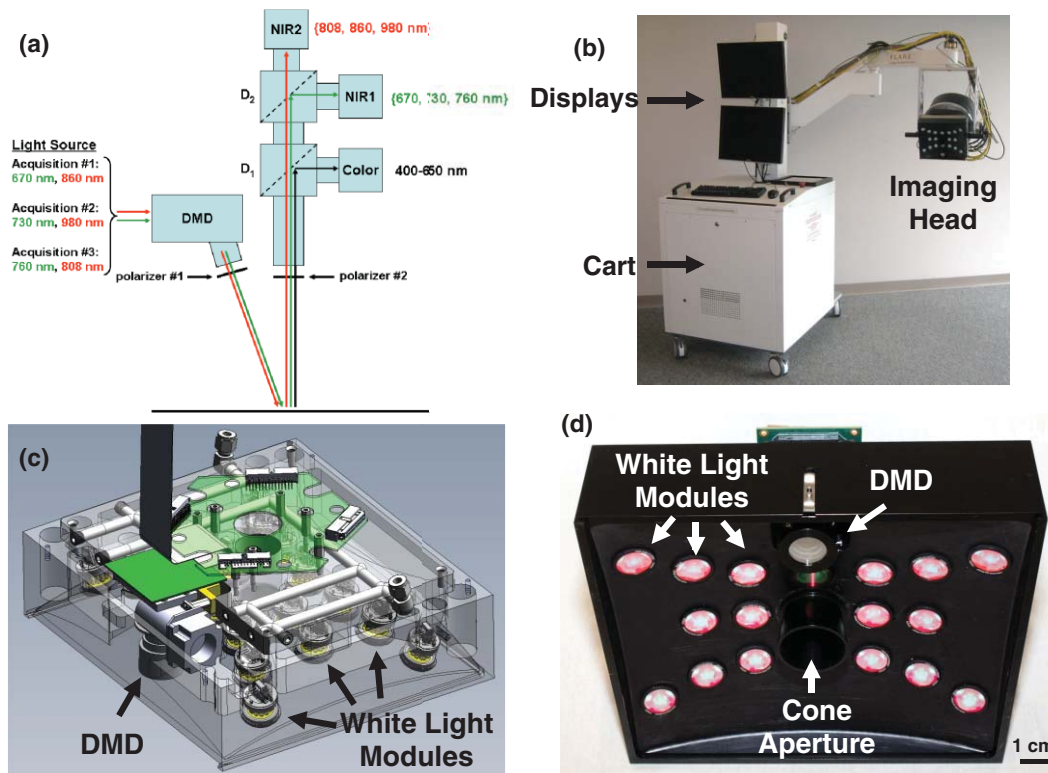 (a)
NIR2
{808, 860, 980 nm}
D2
NIR1
{670, 730, 760 nm}
Light Source
Acquisition #1:
670 nm, 860 nm
D1
Color
400-650 nm
Acquisition #2:
730 nm, 980 nm
DMD
Acquisition #3:
760 nm, 808 nm
polarizer #1
polarizer #2
(b)
Displays
FLARE
Imaging
Head
Cart
(c)
DMD
White Light
Modules
(d)
White Light
Modules
DMD
Cone
Aperture
1 cm